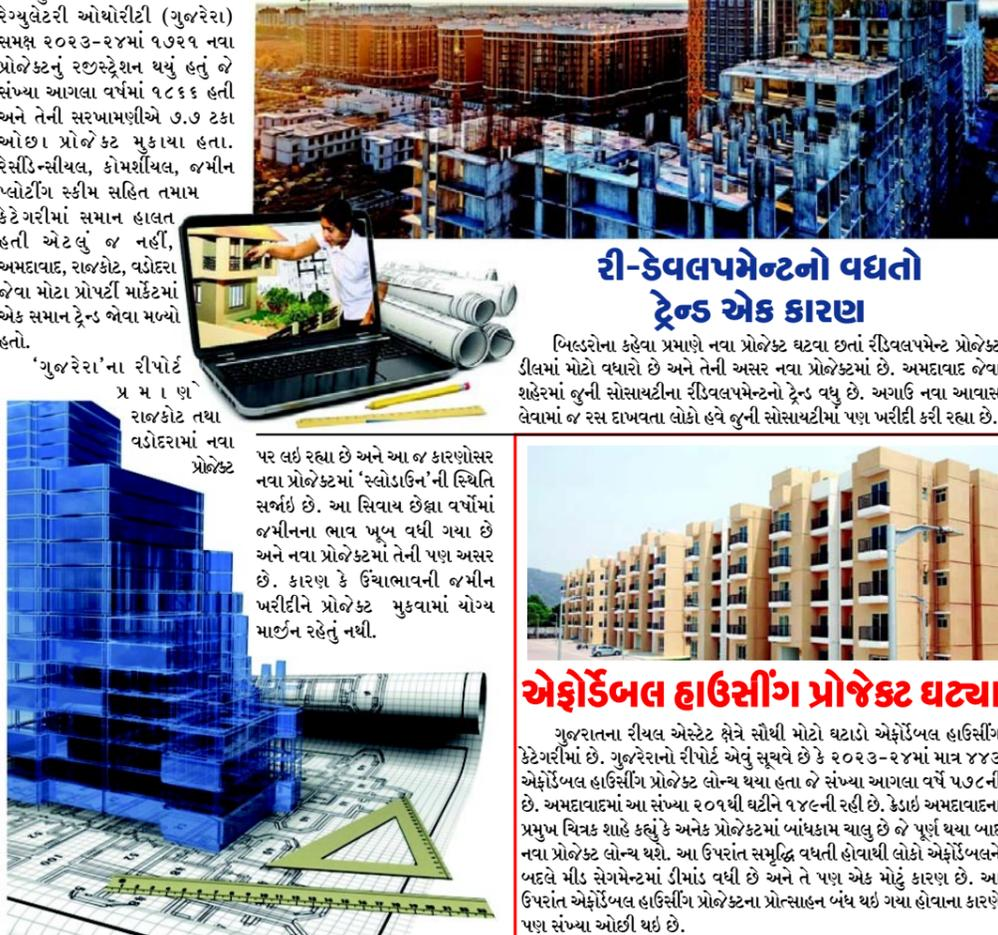 રેગ્યુલેટરી ઓથોરીટી (ગુજરેરા)
સમક્ષ ૨૦૨૩-૨૪માં ૧૭૨૧ નવા
પ્રોજેક્ટનું રજીસ્ટ્રેશન થયું હતું જે
સંખ્યા આગલા વર્ષમાં ૧૮૬૬ હતી
અને તેની સરખામણીએ ૭.૭ ટકા
ઓછા પ્રોજેક્ટ મુકાયા હતા.
રેસીડેન્સીયલ, કોમર્શીયલ, જમીન
પ્લોટીંગ સ્કીમ સહિત તમામ
કેટેગરીમાં સમાન હાલત
હતી એટલું જ નહીં,
અમદાવાદ, રાજકોટ, વડોદરા
જેવા મોટા પ્રોપર્ટી માર્કેટમાં
એક સમાન ટ્રેન્ડ જોવા મળ્યો
હતો.
‘ગુજરેરા’ના રીપોર્ટ
પ્રમાણે
રાજકોટ તથા
વડોદરામાં નવા
પ્રોજેક્ટ
પર લઇ રહ્યા છે અને આ જ કારણોસર
નવા પ્રોજેક્ટમાં ‘સ્લોડાઉન’ની સ્થિતિ
સર્જાઇ છે. આ સિવાય છેલ્લા વર્ષોમાં
જમીનના ભાવ ખૂબ વધી ગયા છે
અને નવા પ્રોજેક્ટમાં તેની પણ અસર
છે. કારણ કે ઉંચાભાવની જમીન
ખરીદીને પ્રોજેક્ટ મુકવામાં યોગ્ય
માર્જીન રહેતું નથી.
રી-ડેવલપમેન્ટનો વધતો
ટ્રેન્ડ એક કારણ
બિલ્ડરોના કહેવા પ્રમાણે નવા પ્રોજેક્ટ ઘટવા છતાં રીડેવલપમેન્ટ પ્રોજેક્ટ
ડીલમાં મોટો વધારો છે અને તેની અસર નવા પ્રોજેક્ટમાં છે. અમદાવાદ જેવા
શહેરમાં જુની સોસાયટીના રીડેવલપમેન્ટનો ટ્રેન્ડ વધુ છે. અગાઉ નવા આવાસ
લેવામાં જ રસ દાખવતા લોકો હવે જુની સોસાયટીમાં પણ ખરીદી કરી રહ્યા છે.
એફોર્ડેબલ હાઉસીંગ પ્રોજેકટ ઘટ્યા
ગુજરાતના રીયલ એસ્ટેટ ક્ષેત્રે સૌથી મોટો ઘટાડો એફોર્ડેબલ હાઉસીંગ
કેટેગરીમાં છે. ગુજરેરાનો રીપોર્ટ એવું સૂચવે છે કે ૨૦૨૩-૨૪માં માત્ર ૪૪૩
એફોર્ડેબલ હાઉસીંગ પ્રોજેક્ટ લોન્ચ થયા હતા જે સંખ્યા આગલા વર્ષે ૫૭૮ની
છે. અમદાવાદમાં આ સંખ્યા ૨૦૧થી ઘટીને ૧૪૯ની રહી છે. ક્રેડાઇ અમદાવાદના
પ્રમુખ ચિત્રક શાહે કહ્યું કે અનેક પ્રોજેકટમાં બાંધકામ ચાલુ છે જે પૂર્ણ થયા બાદ
નવા પ્રોજેક્ટ લોન્ચ થશે. આ ઉપરાંત સમૃદ્ધિ વધતી હોવાથી લોકો એફોર્ડેબલને
બદલે મીડ સેગમેન્ટમાં ડીમાંડ વધી છે અને તે પણ એક મોટું કારણ છે. આ
ઉપરાંત એફોર્ડેબલ હાઉસીંગ પ્રોજેક્ટના પ્રોત્સાહન બંધ થઇ ગયા હોવાના કારણે
પણ સંખ્યા ઓછી થઇ છે.